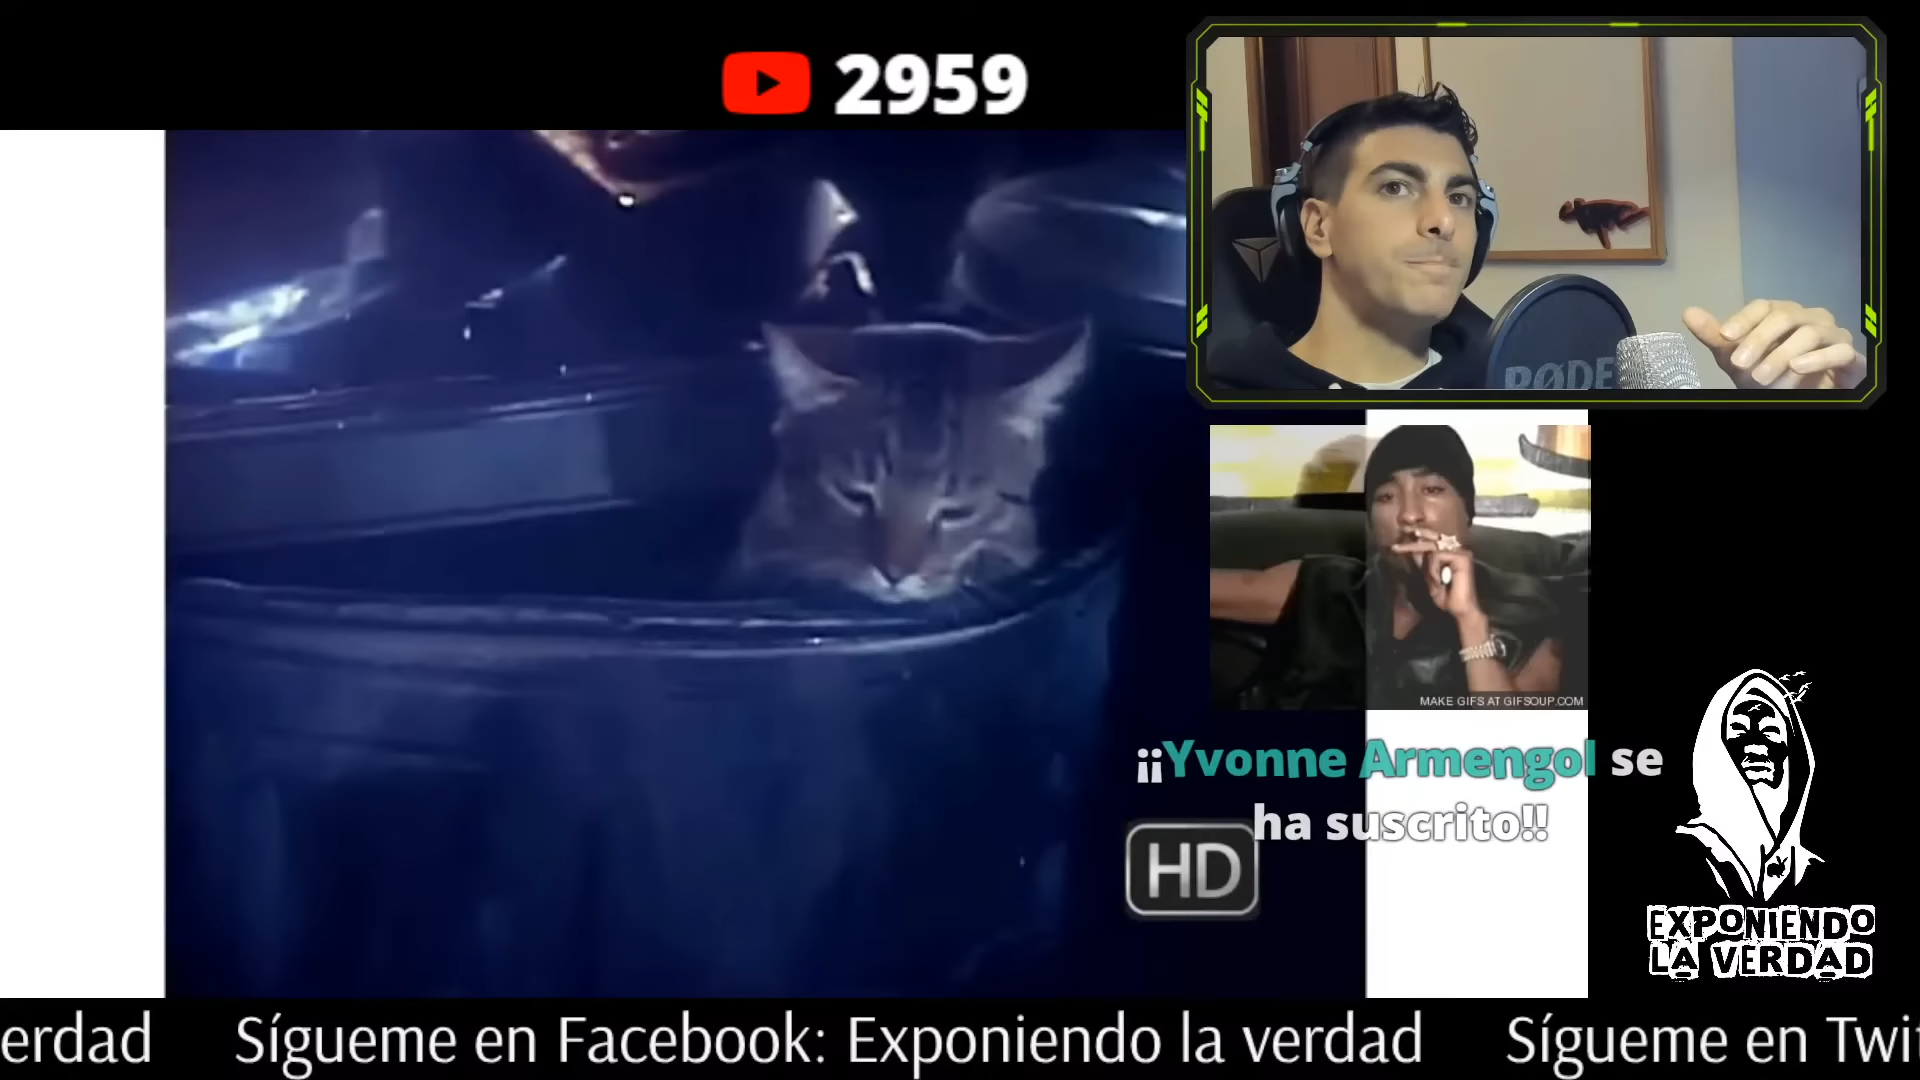 2959
RØDE
MAKE GIFS AT GIFSOUP.COM
¡¡Yvonne Armengol se
ha suscrito!!
HD
EXPONIENDO
LA VERDAD
erdad Sígueme en Facebook: Exponiendo la verdad Sígueme en Twit